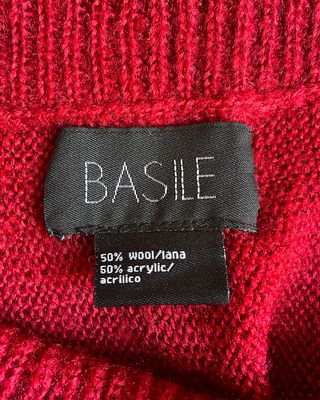 BASILE
50% wool/lana
50% acrylic/
acrilico